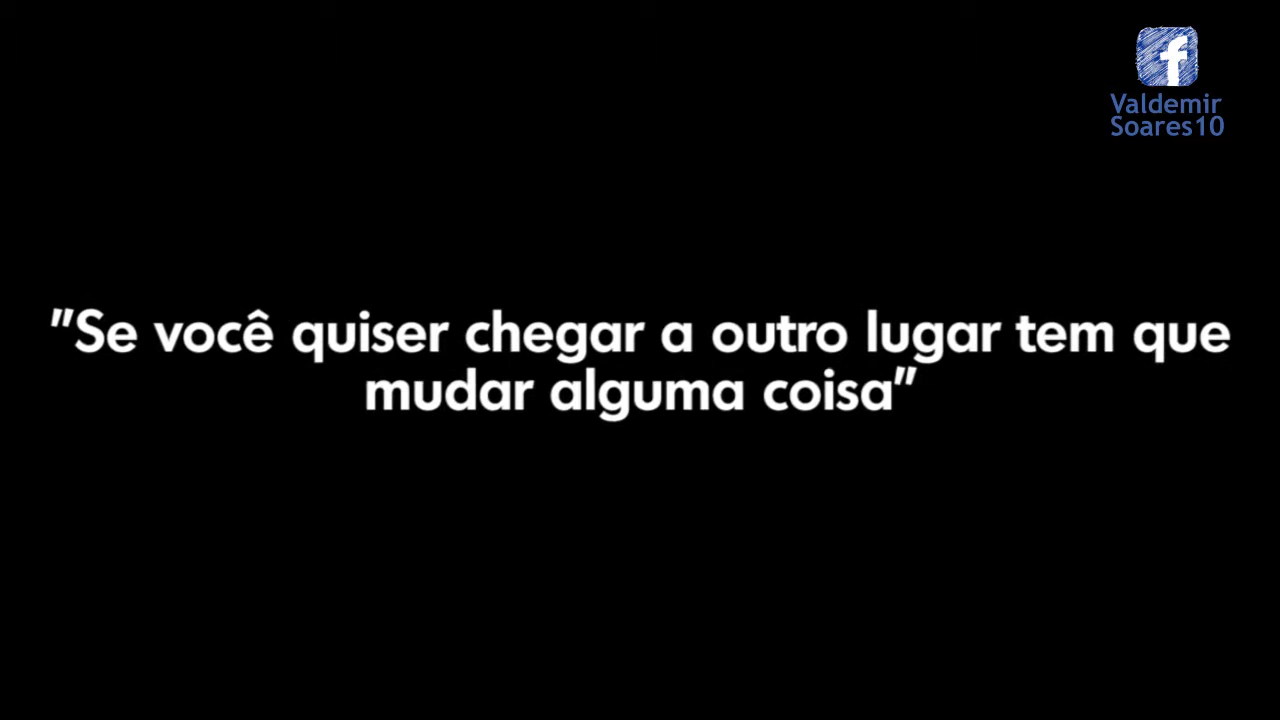 f
Valdemir
Soares10
"Se você quiser chegar a outro lugar tem que
mudar alguma coisa"